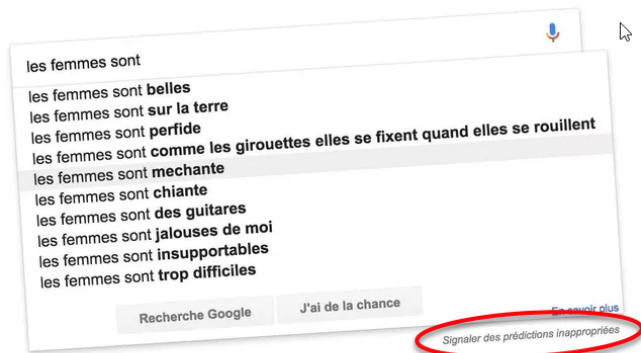 les femmes sont
les femmes sont belles
les femmes sont sur la terre
les femmes sont perfide
les femmes sont comme les girouettes elles se fixent quand elles se rouillent
les femmes sont mechante
les femmes sont chiante
les femmes sont des guitares
les femmes sont jalouses de moi
les femmes sont insupportables
les femmes sont trop difficiles
Recherche Google J'ai de la chance
En savoir plus
Signaler des prédictions inappropriées